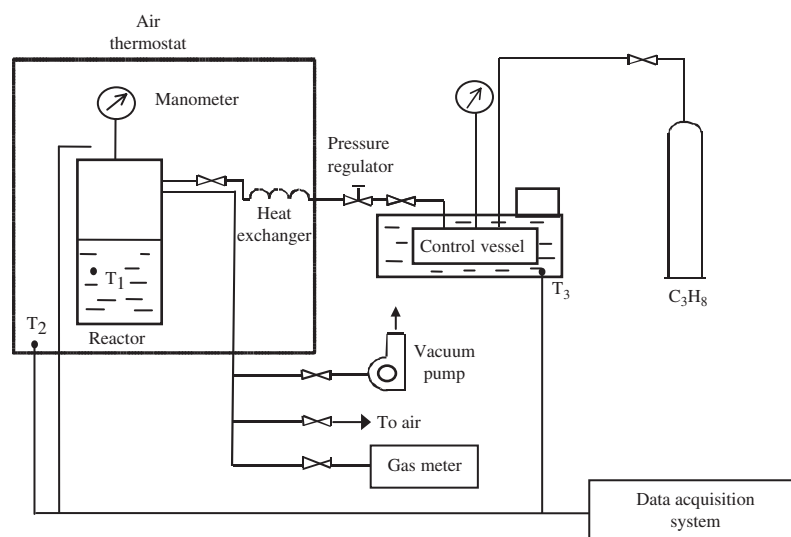 Air
thermostat
Manometer
Pressure
regulator
Heat
exchanger
Control vessel
T1
T3
C3H8
T2
Reactor
Vacuum
pump
To air
Gas meter
Data acquisition
system